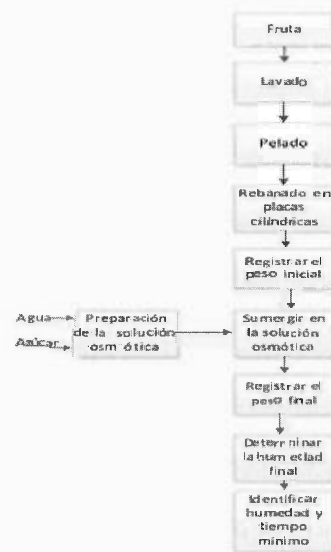 Fruta
Lavado
Pelado
Rebanado en
placas
cilíndricas
Registrar el
peso inicial
Agua
Azúcar
Preparación
de la solución
osmótica
Sumergir en
la solución
osmótica
Registrar el
peso final
Determinar
la humedad
final
Identificar
humedad y
tiempo
mínimo